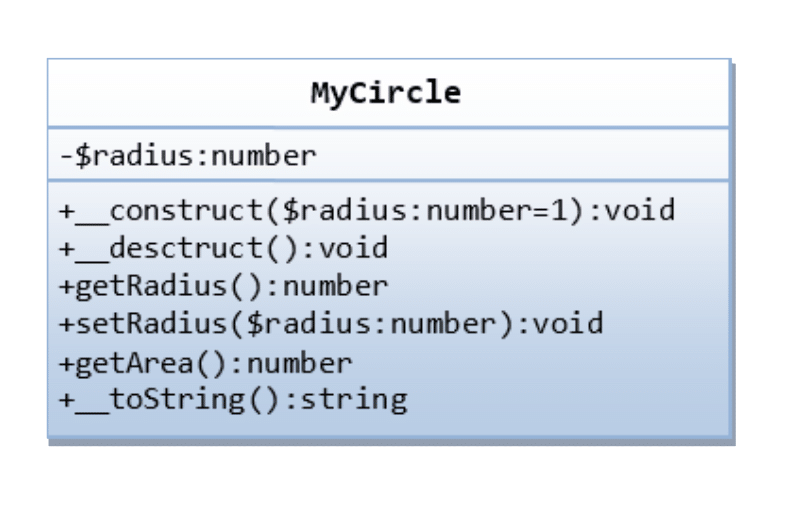 MyCircle
-$radius:number
+__construct($radius:number=1):void
+__desctruct():void
+getRadius():number
+setRadius($radius:number):void
+getArea():number
+__toString():string